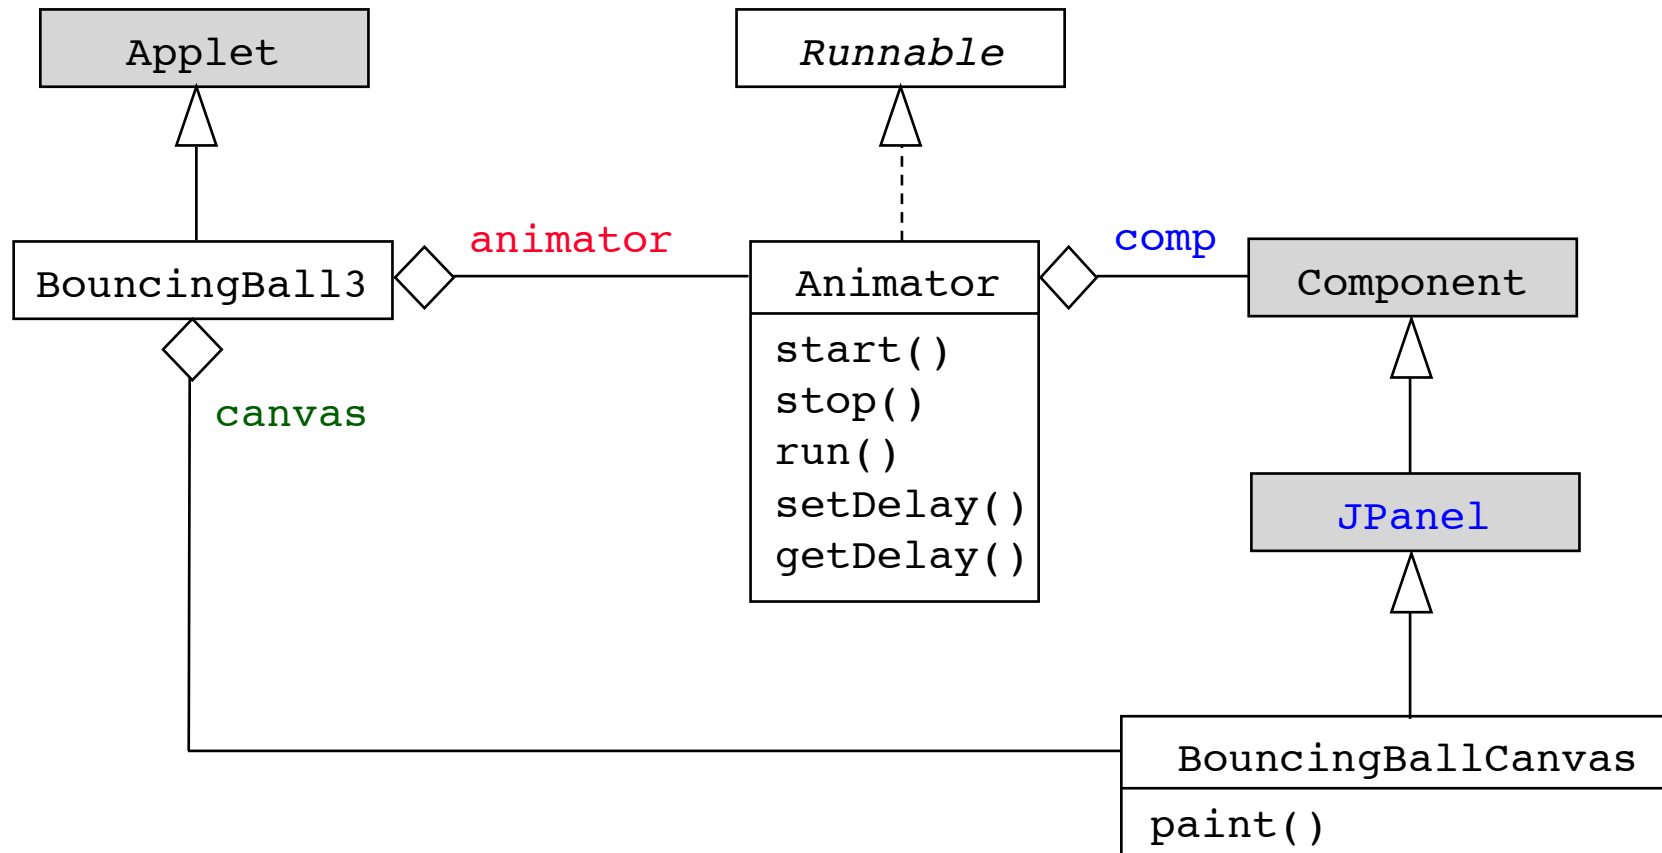 Applet
Runnable
animator
comp
BouncingBall3
Animator
Component
start()
stop()
run()
setDelay()
getDelay()
canvas
JPanel
BouncingBallCanvas
paint()